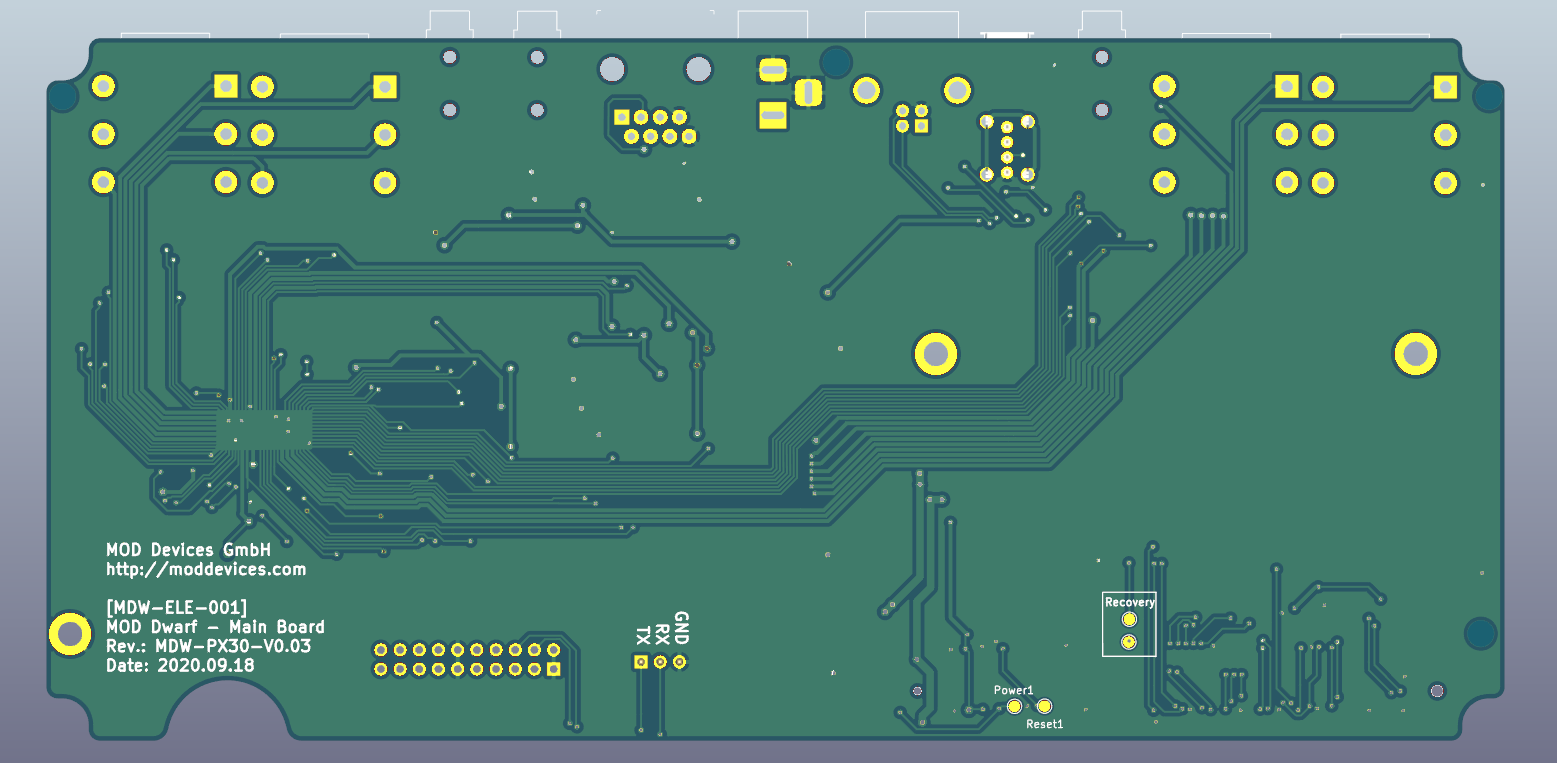 MOD Devices GmbH
http://moddevices.com
[MDW-ELE-001]
MOD Dwarf - Main Board
Rev.: MDW-PX30-V0.03
Date: 2020.09.18
TX
RX
GND
Recovery
Power1
Reset1